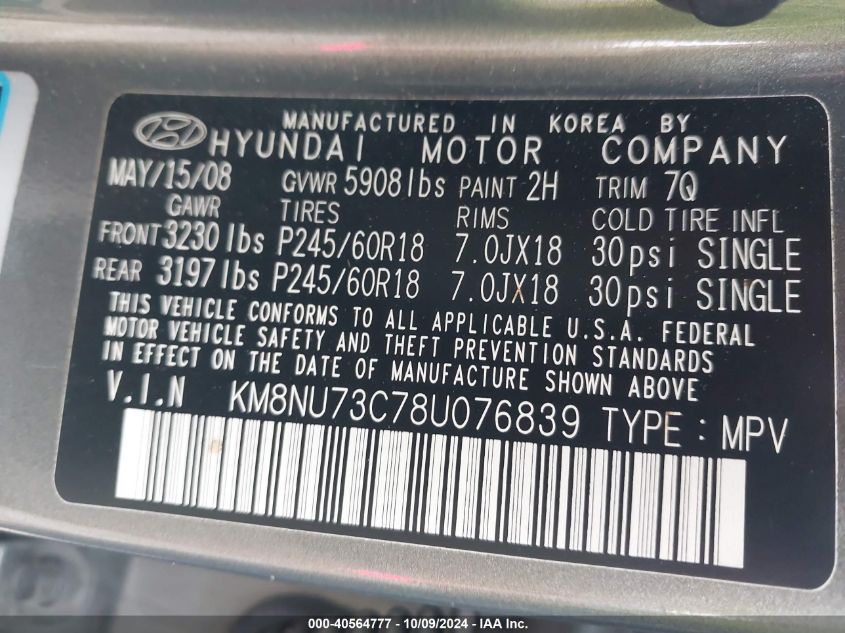 MANUFACTURED IN KOREA BY
HYUNDAI MOTOR COMPANY
MAY/15/08 GVWR 5908 lbs PAINT 2H TRIM 7Q
GAWR TIRES RIMS COLD TIRE INFL
FRONT 3230 lbs P245/60R18 7.0JX18 30psi SINGLE
REAR 3197 lbs P245/60R18 7.0JX18 30psi SINGLE
THIS VEHICLE CONFORMS TO ALL APPLICABLE U.S.A. FEDERAL
MOTOR VEHICLE SAFETY AND THEFT PREVENTION STANDARDS
IN EFFECT ON THE DATE OF MANUFACTURE SHOWN ABOVE
V.I.N KM8NU73C78U076839 TYPE : MPV
000-40564777 - 10/09/2024 - IAAI Inc.